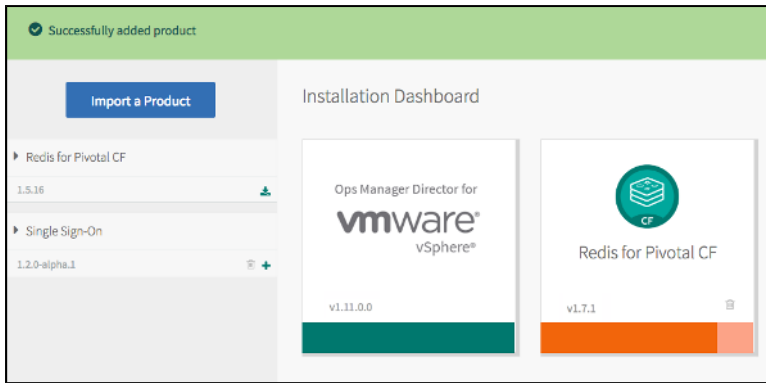 Successfully added product
Import a Product
Redis for Pivotal CF
1.5.16
Single Sign-On
1.2.0-alpha.1
Installation Dashboard
Ops Manager Director for
vmware®
vSphere®
v1.11.0.0
CF
Redis for Pivotal CF
v1.7.1